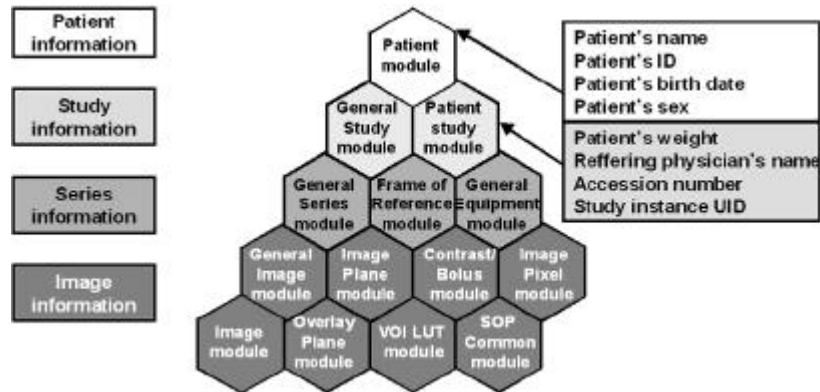 Patient
information
Study
information
Series
information
Image
information
Patient
module
General
Study
module
Patient
study
module
General
Series
module
Frame of
Reference
module
General
Equipment
module
General
Image
module
Image
Plane
module
Contrast/
Bolus
module
Image
Pixel
module
Image
module
Overlay
Plane
module
VOI LUT
module
SOP
Common
module
Patient's name
Patient's ID
Patient's birth date
Patient's sex
Patient's weight
Reffering physician's name
Accession number
Study instance UID